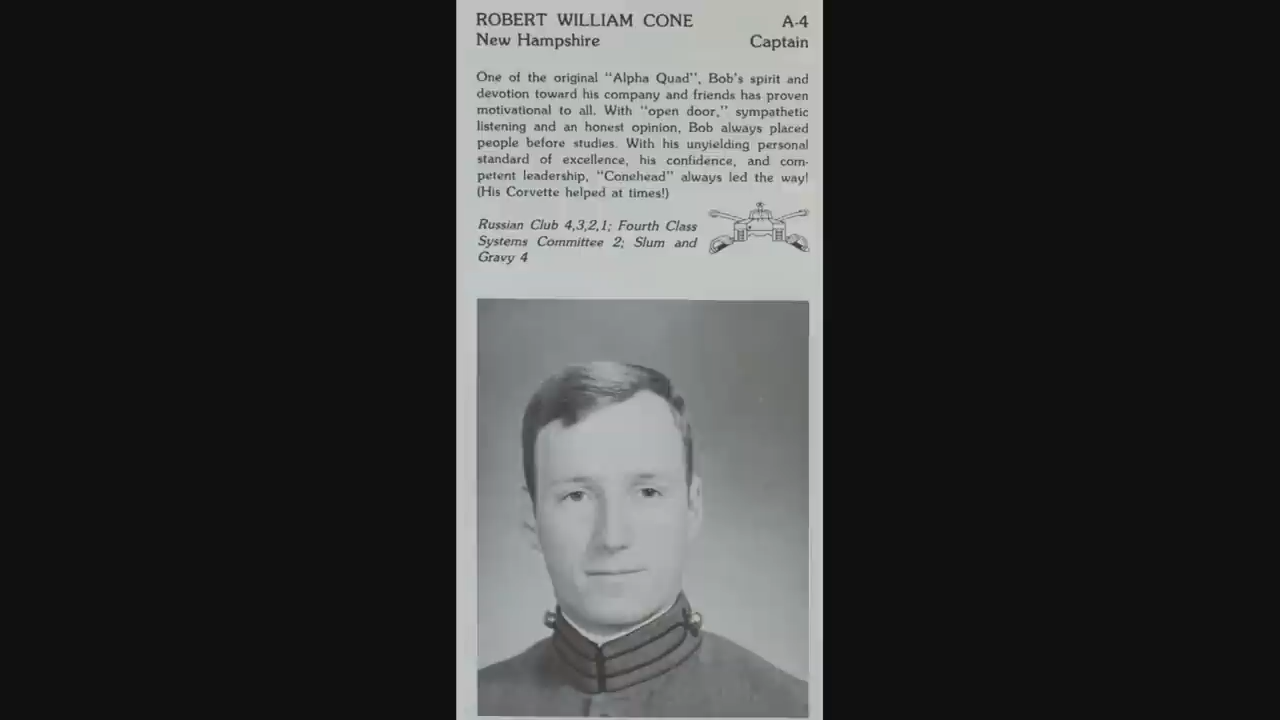 ROBERT WILLIAM CONE A-4
New Hampshire Captain
One of the original "Alpha Quad", Bob's spirit and
devotion toward his company and friends has proven
motivational to all. With "open door," sympathetic
listening and an honest opinion, Bob always placed
people before studies. With his unyielding personal
standard of excellence, his confidence, and com-
petent leadership, "Conehead" always led the way!
(His Corvette helped at times!)
Russian Club 4,3,2,1; Fourth Class
Systems Committee 2; Slum and
Gravy 4